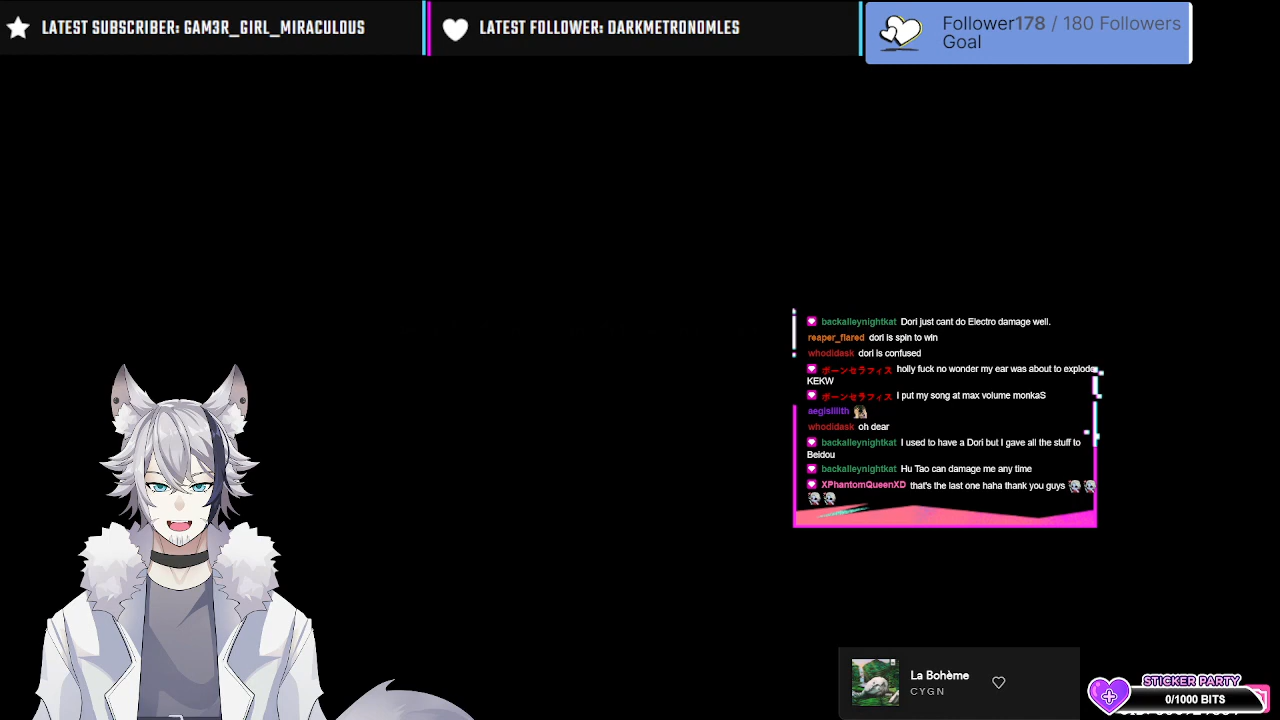 LATEST SUBSCRIBER: GAM3R_GIRL_MIRACULOUS
LATEST FOLLOWER: DARKMETRONOMLES
Follower178 / 180 Followers
Goal
backalleynightkat Dori just cant do Electro damage well.
reaper_flared dori is spin to win
whodidask dori is confused
ボーンセラフィス holly fuck no wonder my ear was about to explode
KEKW
ボーンセラフィス I put my song at max volume monkaS
aegislilith
whodidask oh dear
backalleynightkat I used to have a Dori but I gave all the stuff to
Beidou
backalleynightkat Hu Tao can damage me any time
XPhantomQueenXD that's the last one haha thank you guys
La Bohème
CYGN
STICKER PARTY
0/1000 BITS